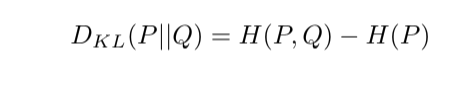 D_{KL}(P||Q) = H(P, Q) − H(P)